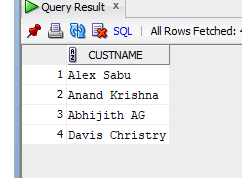 Query Result x
SQL | All Rows Fetched: 4
CUSTNAME
1 Alex Sabu
2 Anand Krishna
3 Abhijith AG
4 Davis Christry